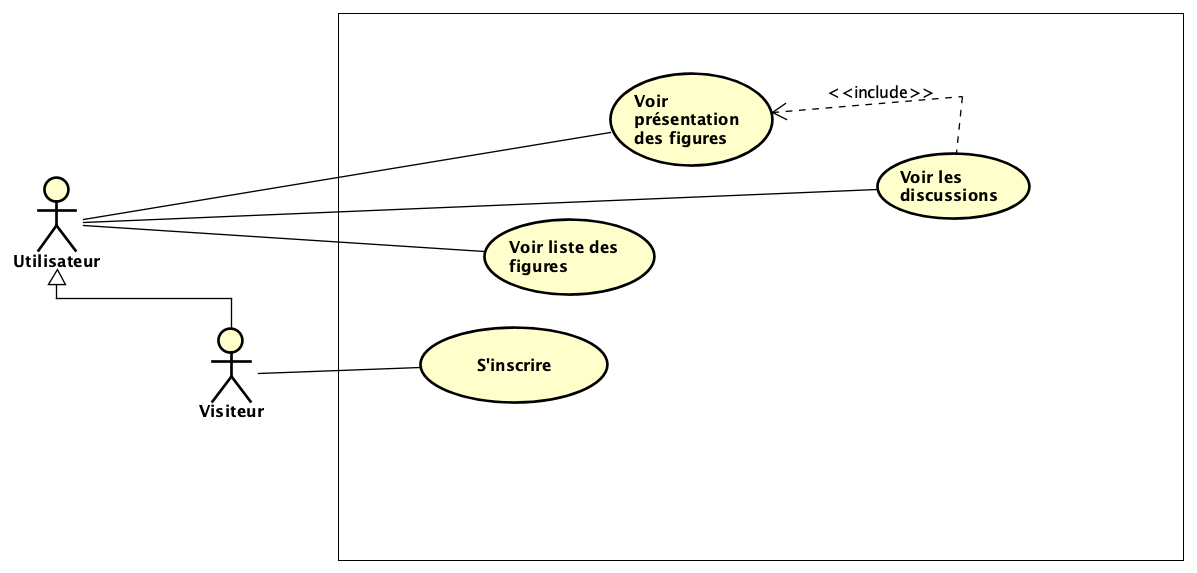 Voir
présentation
des figures
<<include>>
Voir les
discussions
Utilisateur
Voir liste des
figures
S'inscrire
Visiteur